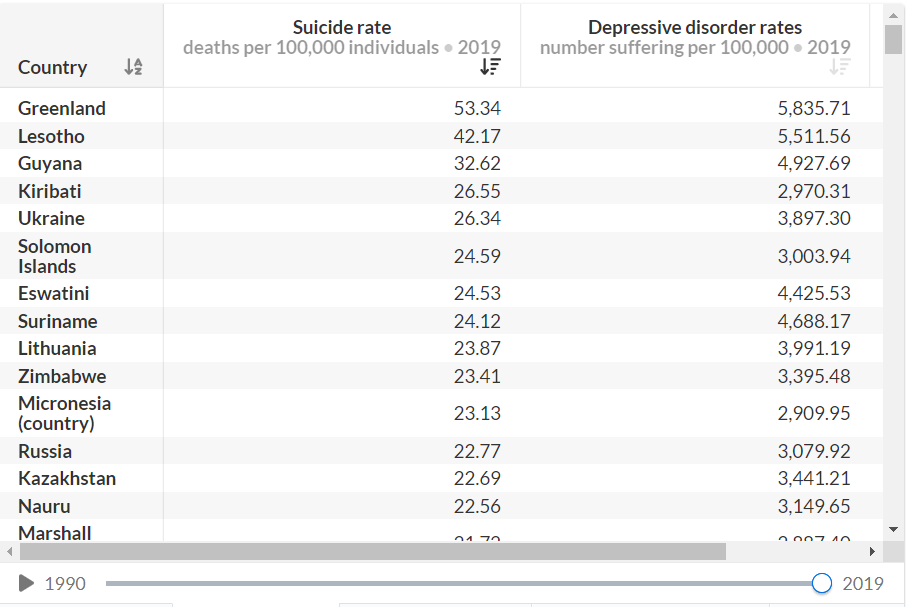 Suicide rate Depressive disorder rates
deaths per 100,000 individuals • 2019 number suffering per 100,000 • 2019
Country
Greenland 53.34 5,835.71
Lesotho 42.17 5,511.56
Guyana 32.62 4,927.69
Kiribati 26.55 2,970.31
Ukraine 26.34 3,897.30
Solomon
Islands 24.59 3,003.94
Eswatini 24.53 4,425.53
Suriname 24.12 4,688.17
Lithuania 23.87 3,991.19
Zimbabwe 23.41 3,395.48
Micronesia
(country) 23.13 2,909.95
Russia 22.77 3,079.92
Kazakhstan 22.69 3,441.21
Nauru 22.56 3,149.65
Marshall
1990 2019